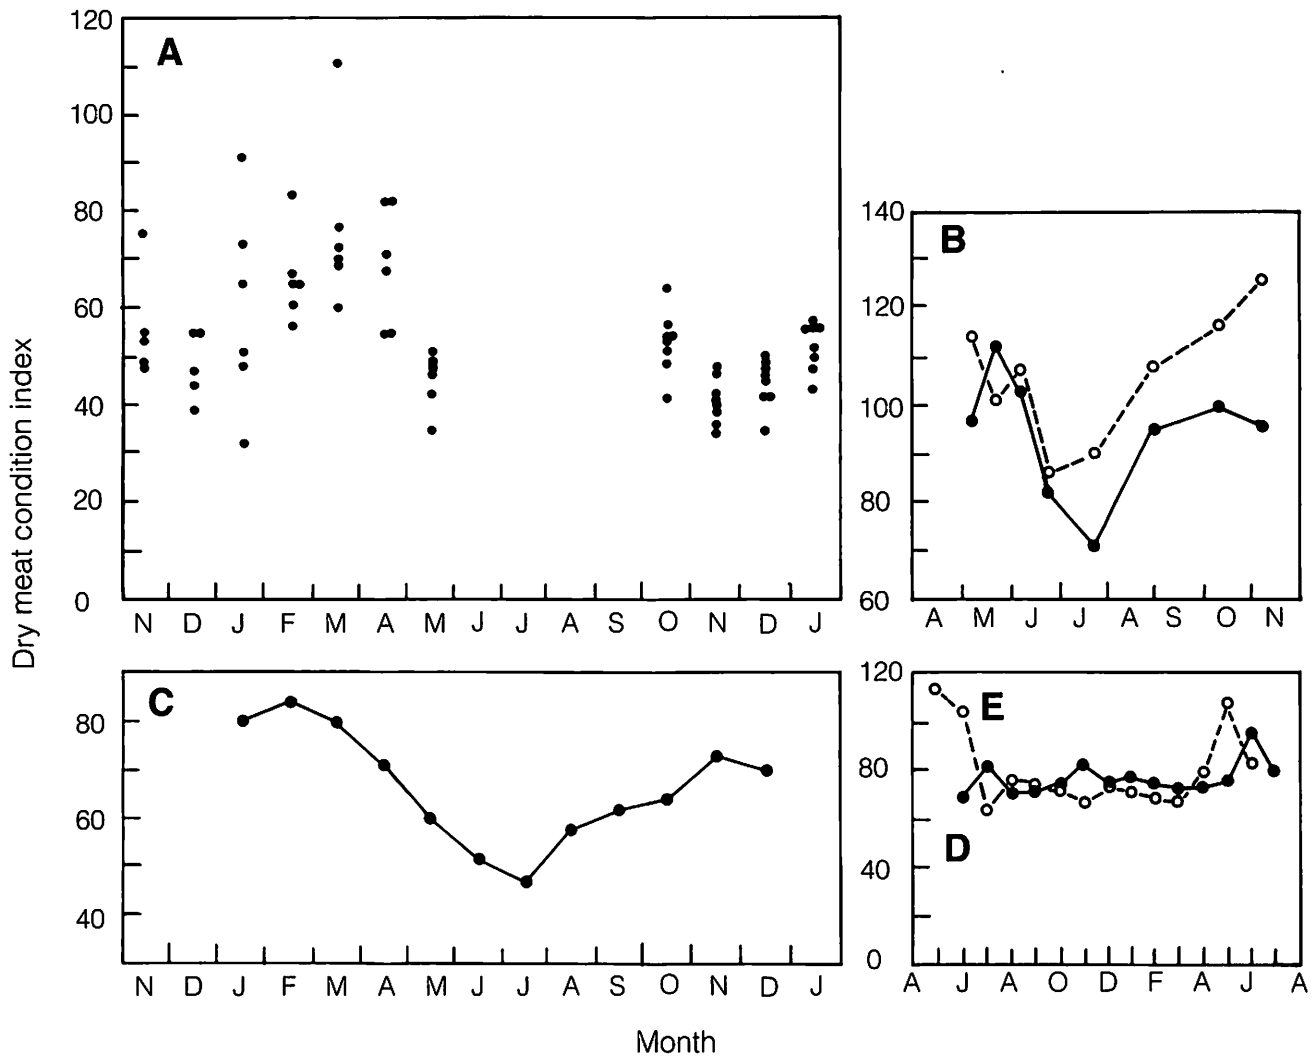 Dry meat condition index
A
120
100
80
60
40
20
0
N D J F M A M J J A S O N D J
B
140
120
100
80
60
A M J J A S O N
C
80
60
40
N D J F M A M J J A S O N D J
E
D
120
80
40
0
A J A O D F A J A
Month